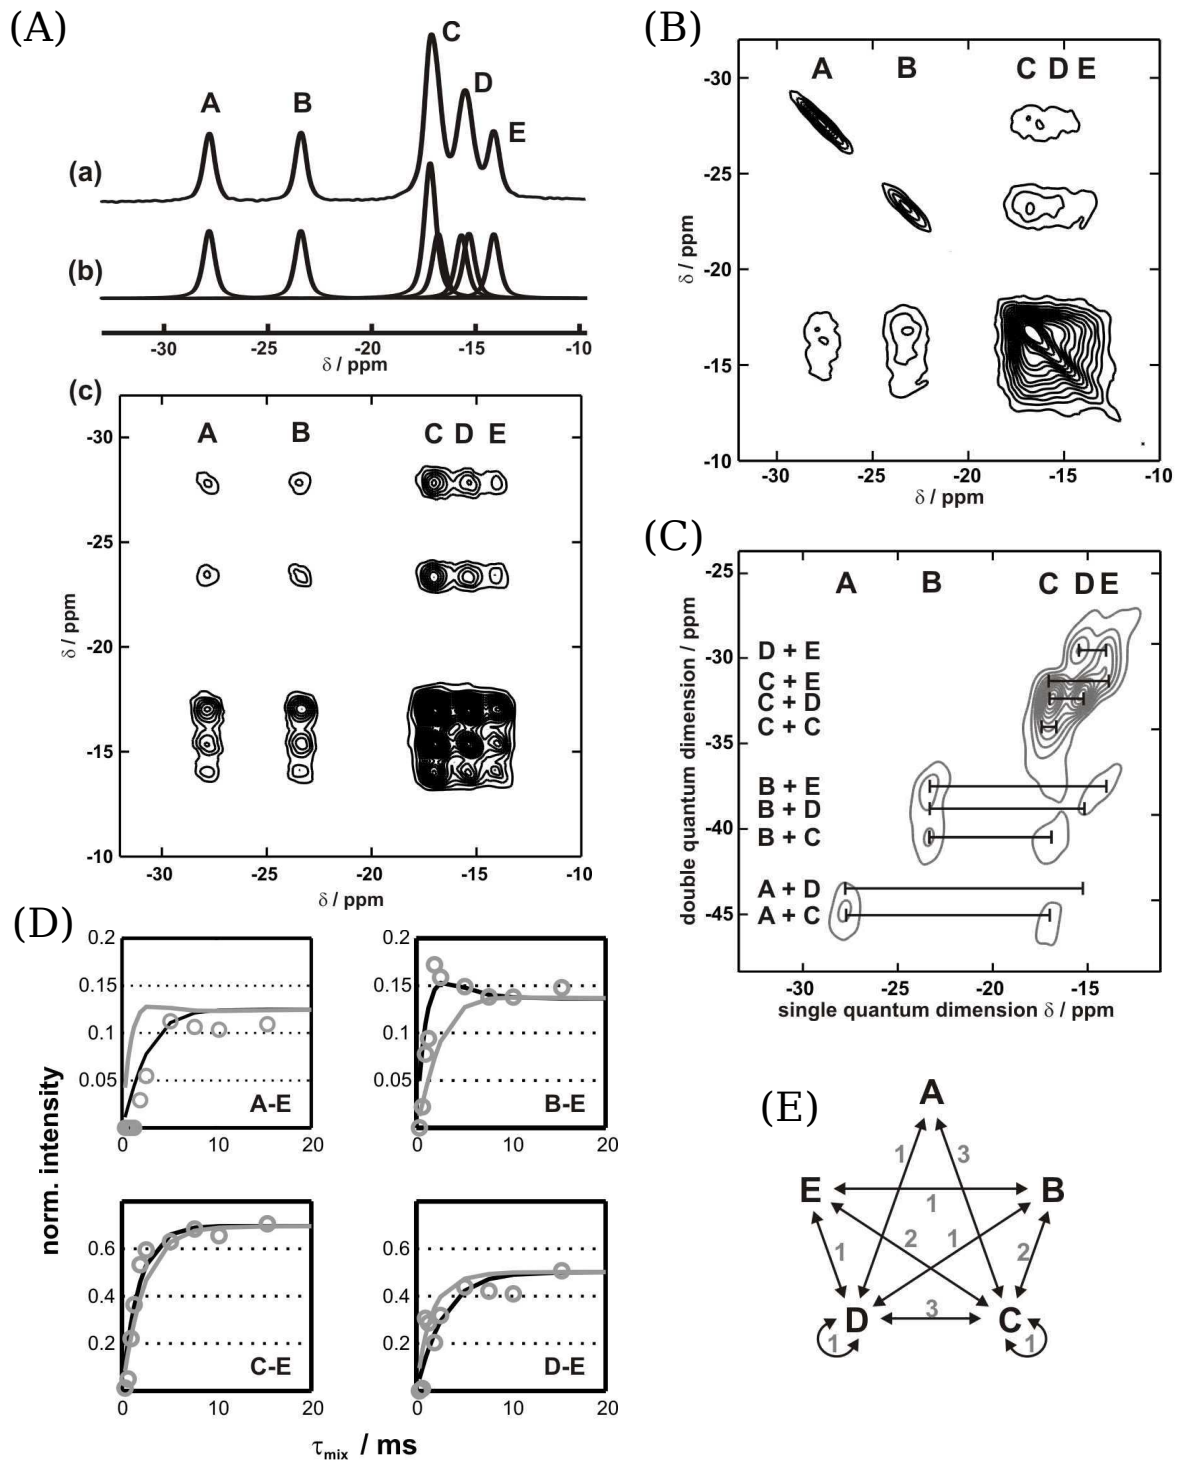 (A)
C
D
A
B
E
(a)
(b)
-30
-25
-20
-15
-10
δ / ppm
(c)
A
B
C D E
-30
-25
-20
-15
-10
δ / ppm
-30
-25
-20
-15
-10
δ / ppm
(B)
A
B
C D E
-30
-25
-20
-15
-10
δ / ppm
-30
-25
-20
-15
-10
δ / ppm
(C)
A
B
C D E
-25
-30
-35
-40
-45
double quantum dimension / ppm
D + E
C + E
C + D
C + C
B + E
B + D
B + C
A + D
A + C
-30
-25
-20
-15
single quantum dimension δ / ppm
(D)
norm. intensity
0.2
0.15
0.1
0.05
A-E
0
10
20
0.2
0.15
0.1
0.05
B-E
0
10
20
0.6
0.4
0.2
C-E
0
10
20
0.6
0.4
0.2
D-E
0
10
20
τmix / ms
(E)
A
1
3
E
B
1
1
2
1
2
D
3
C
1
1